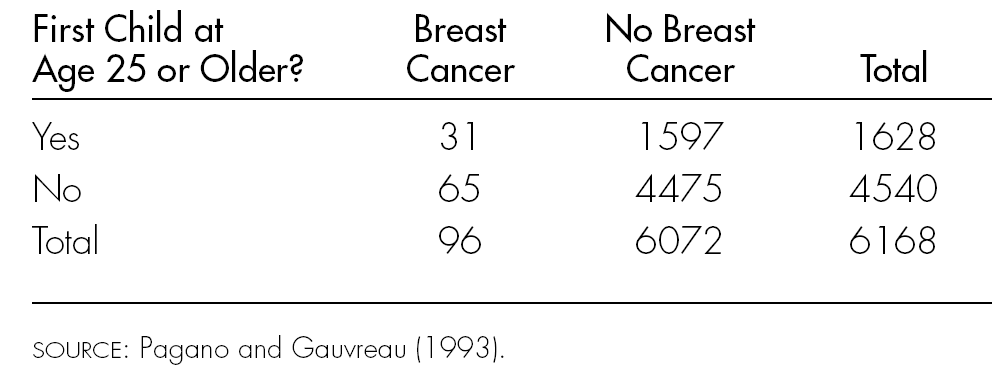 First Child at Breast No Breast
Age 25 or Older? Cancer Cancer Total
Yes 31 1597 1628
No 65 4475 4540
Total 96 6072 6168
SOURCE: Pagano and Gauvreau (1993).